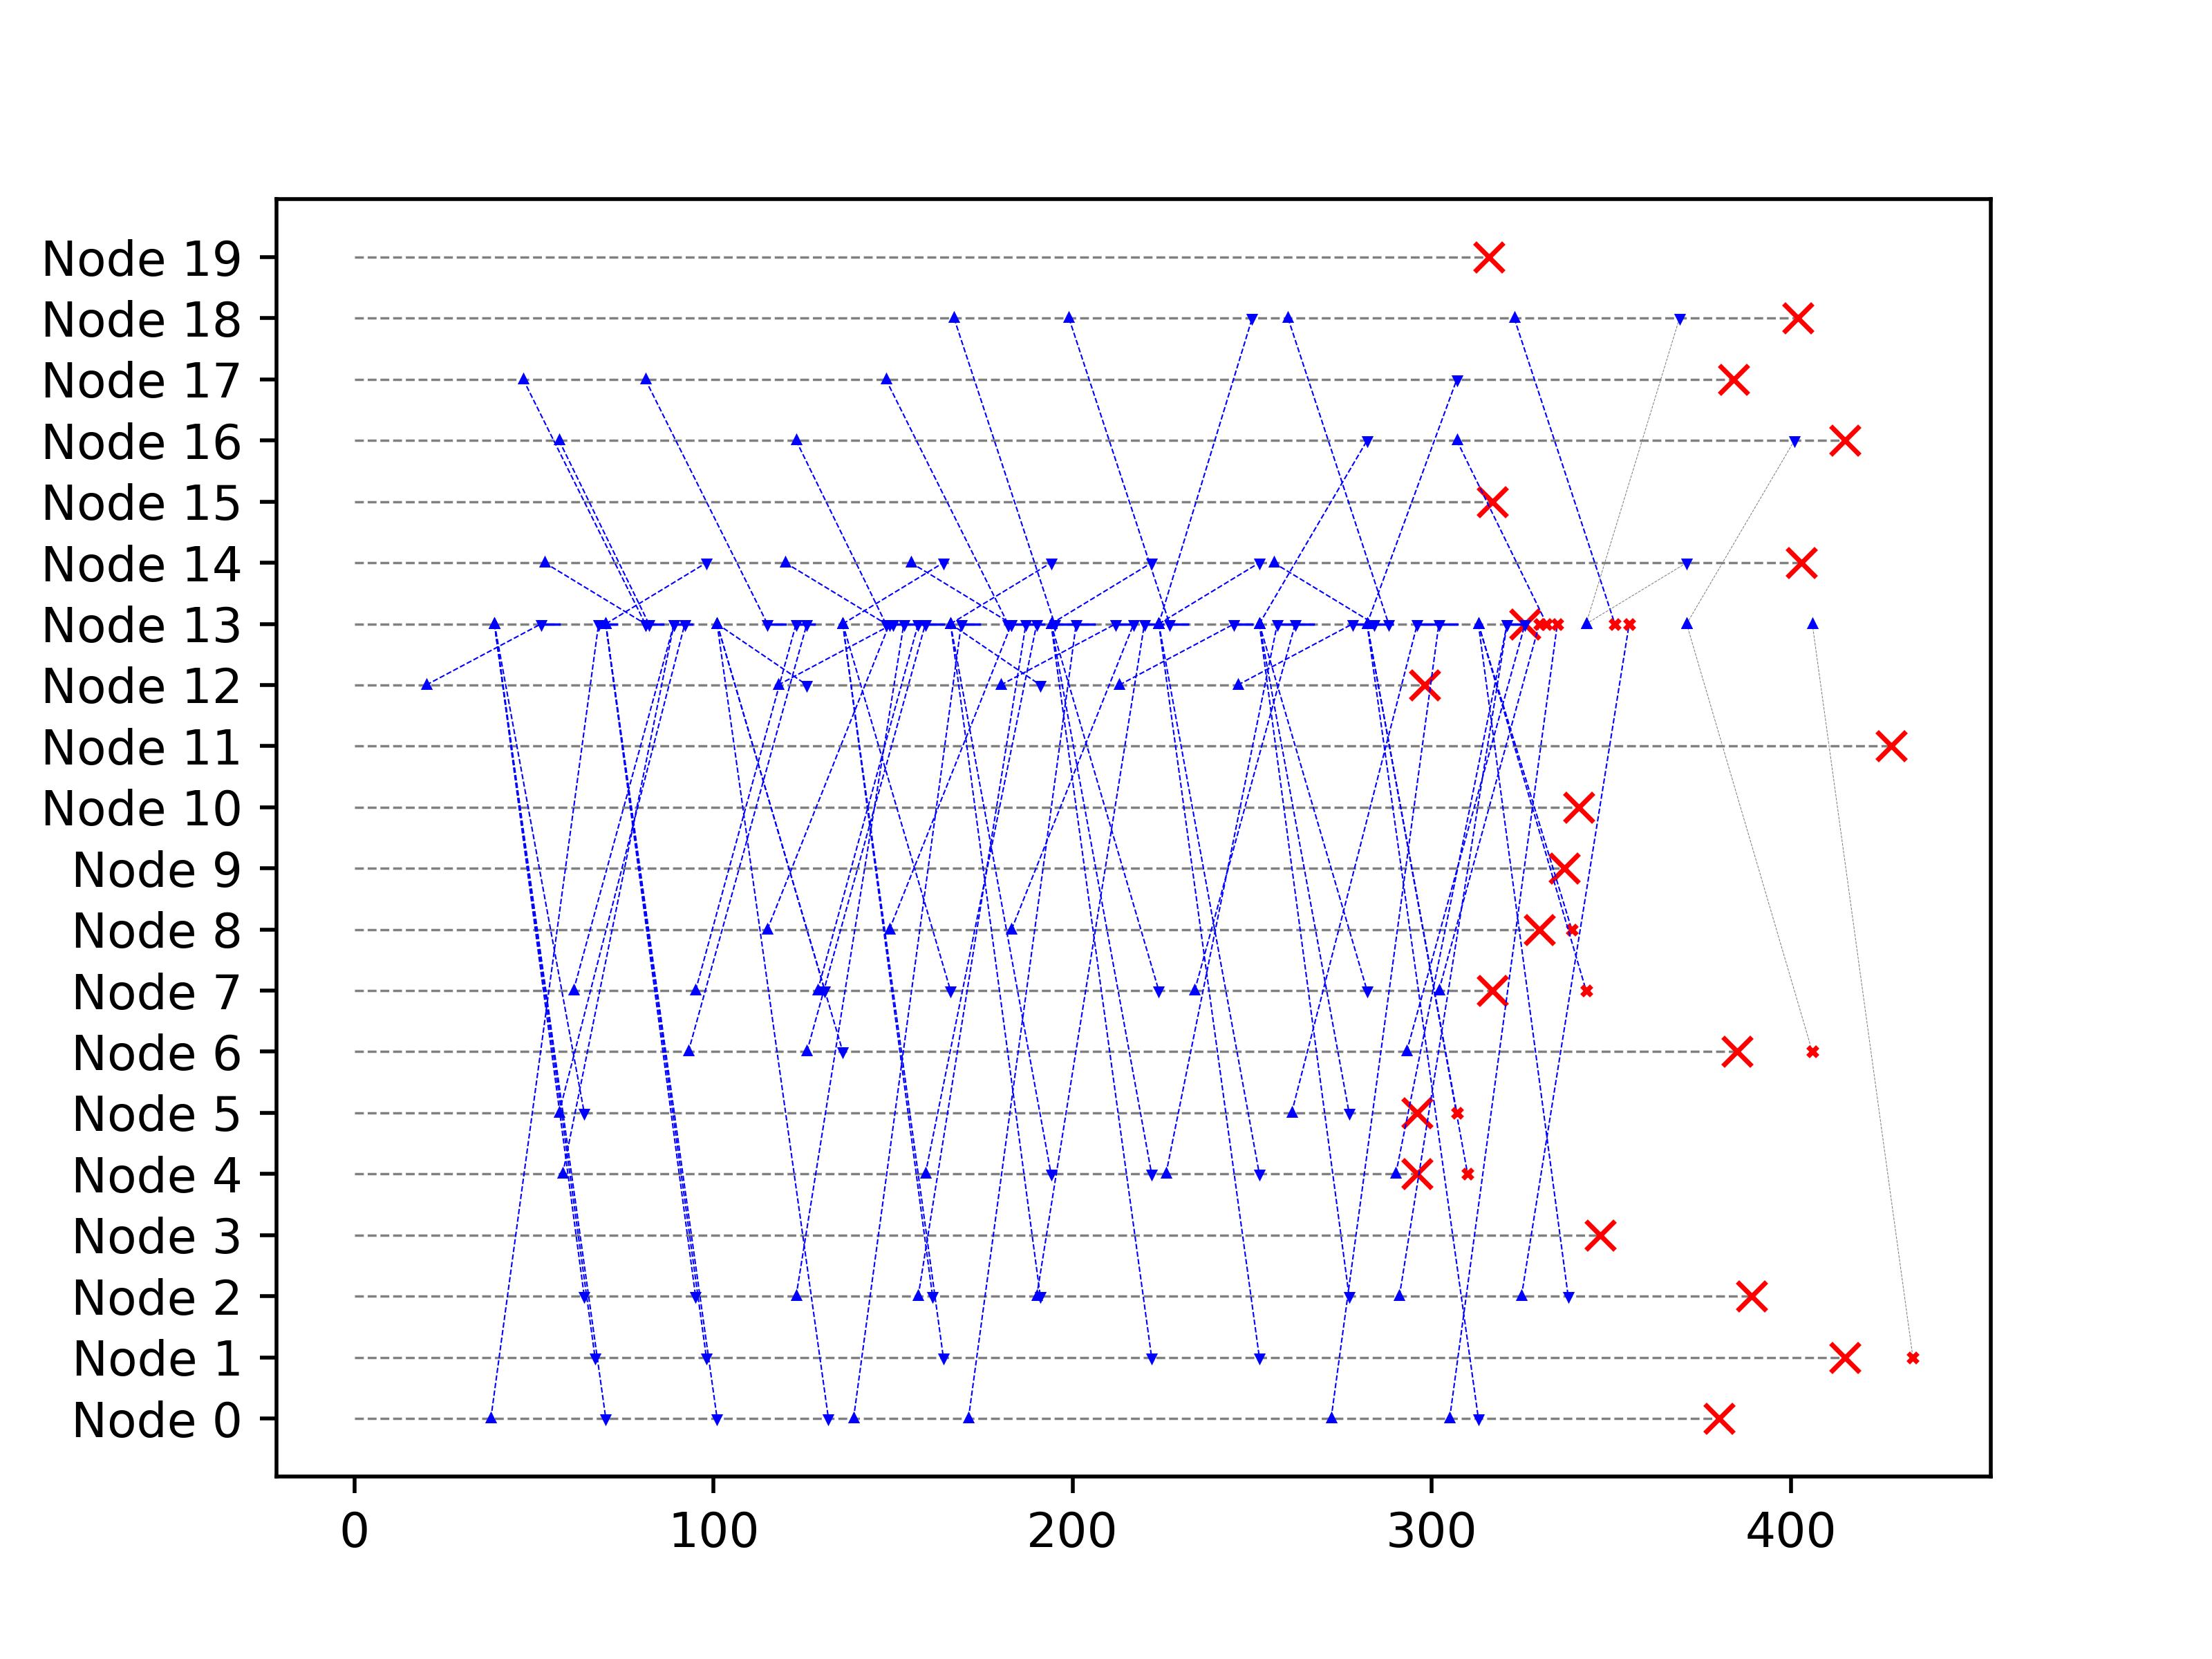 Node 19
Node 18
Node 17
Node 16
Node 15
Node 14
Node 13
Node 12
Node 11
Node 10
Node 9
Node 8
Node 7
Node 6
Node 5
Node 4
Node 3
Node 2
Node 1
Node 0
0 100 200 300 400